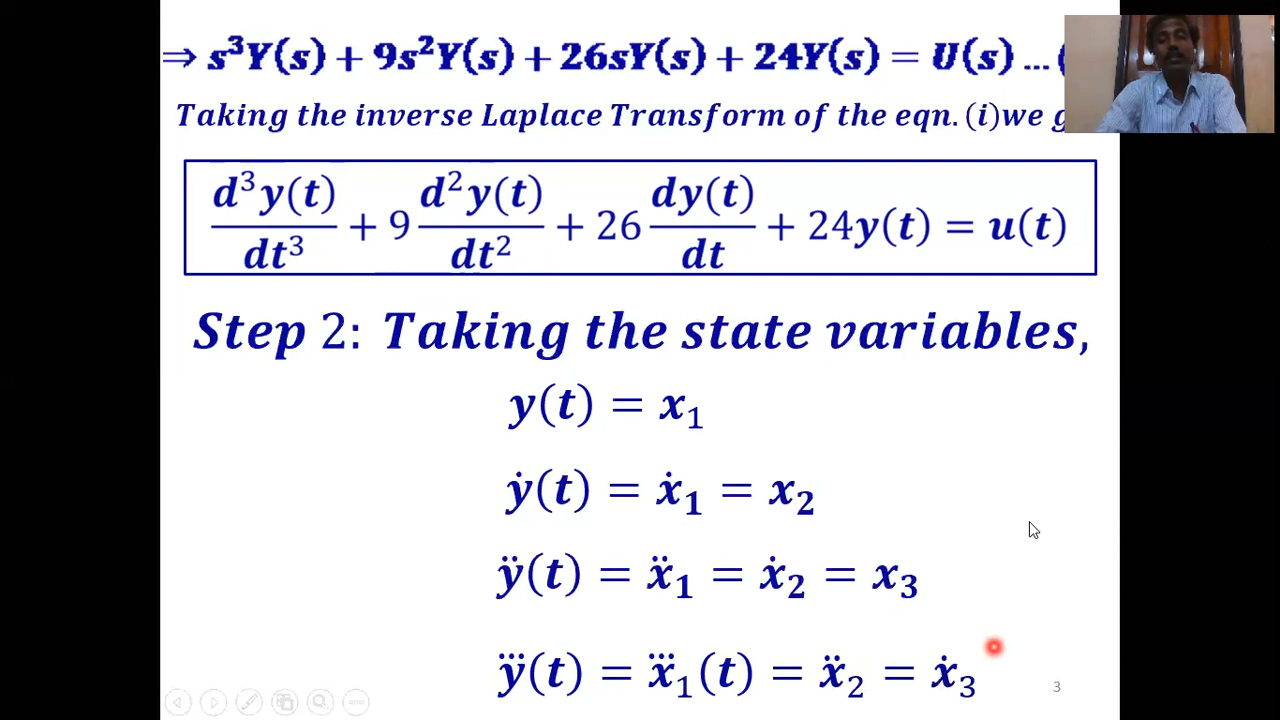 ⇒ s³Y(s) + 9s²Y(s) + 26sY(s) + 24Y(s) = U(s) ... (
Taking the inverse Laplace Transform of the eqn. (i)we g
d³y(t)/dt³ + 9 d²y(t)/dt² + 26 dy(t)/dt + 24y(t) = u(t)
Step 2: Taking the state variables,
y(t) = x₁
ẏ(t) = ẋ₁ = x₂
ÿ(t) = ẍ₁ = ẋ₂ = x₃
y⃛(t) = x⃛₁(t) = ẍ₂ = ẋ₃
3